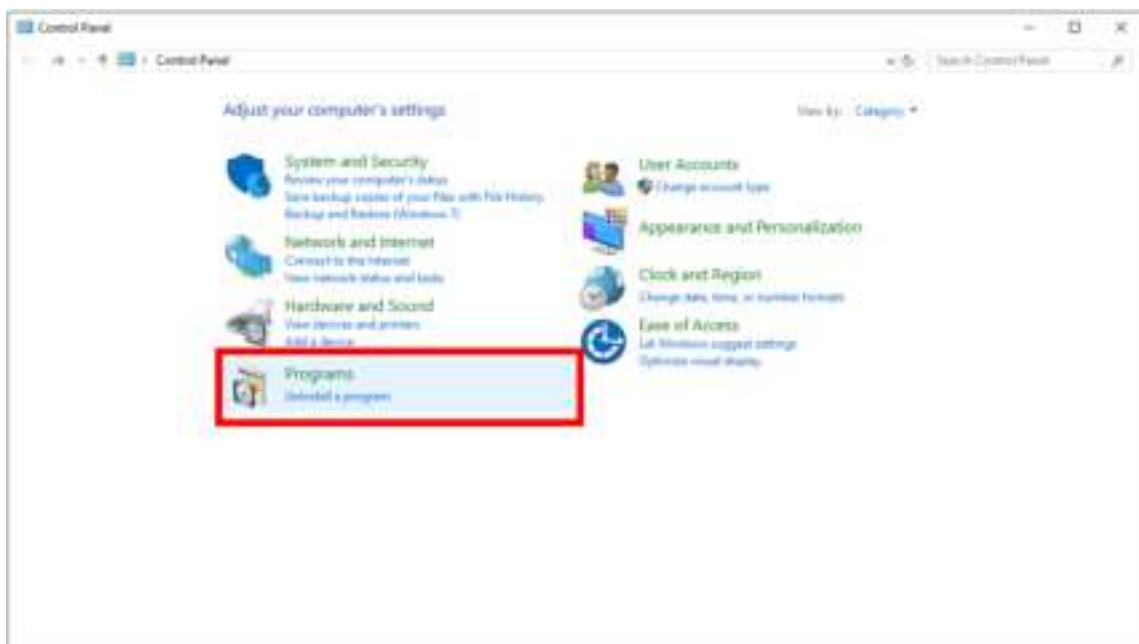 Control Panel
Control Panel
Search Control Panel
Adjust your computer's settings
View by: Category
System and Security
Review your computer's status
Save backup copies of your files with File History
Backup and Restore (Windows 7)
Network and Internet
Connect to the Internet
View network status and tasks
Hardware and Sound
View devices and printers
Add a device
Programs
Uninstall a program
User Accounts
Change account type
Appearance and Personalization
Clock and Region
Change date, time, or number formats
Ease of Access
Let Windows suggest settings
Optimize visual display